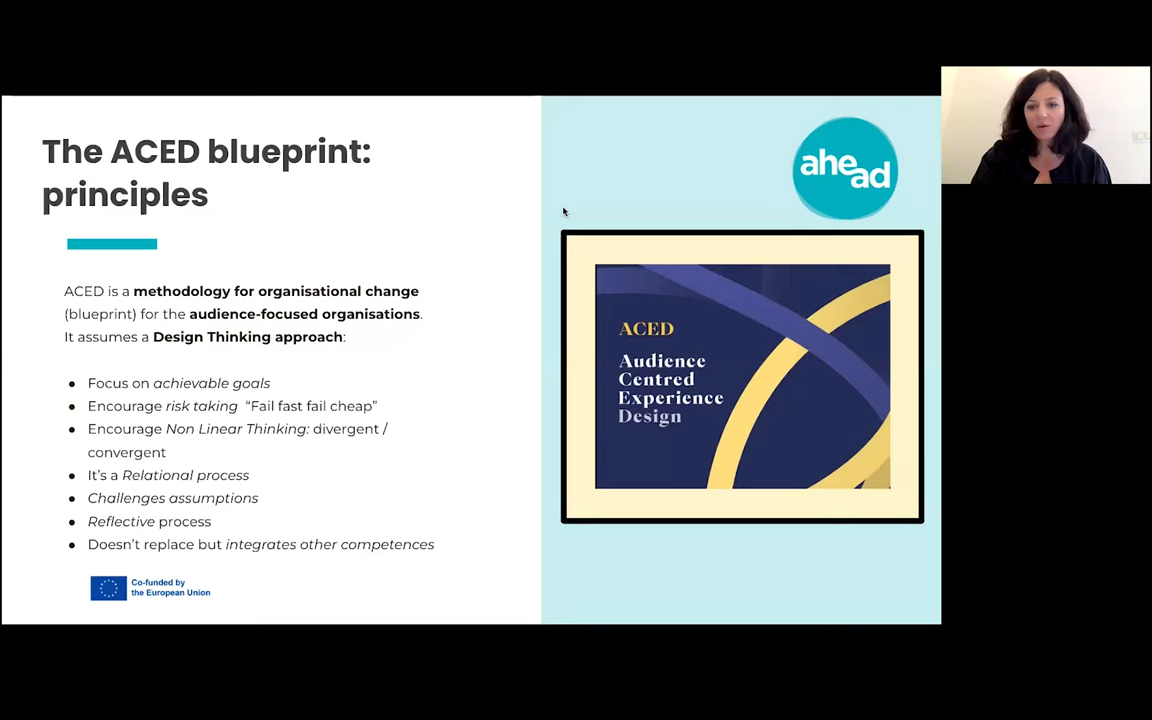 The ACED blueprint:
principles
ACED is a methodology for organisational change
(blueprint) for the audience-focused organisations.
It assumes a Design Thinking approach:
● Focus on achievable goals
● Encourage risk taking “Fail fast fail cheap”
● Encourage Non Linear Thinking: divergent /
convergent
● It’s a Relational process
● Challenges assumptions
● Reflective process
● Doesn’t replace but integrates other competences
Co-funded by
the European Union
ahead
ACED
Audience
Centred
Experience
Design